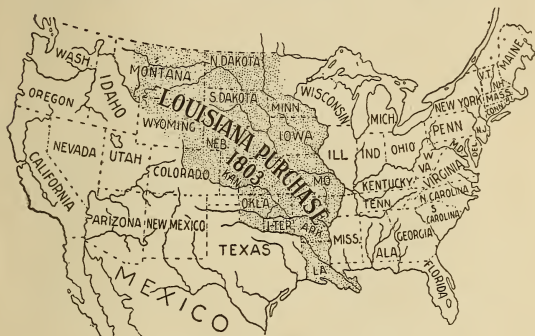 WASH.
MONTANA
N. DAKOTA
MAINE
OREGON
IDAHO
S. DAKOTA
MINN
WISCONSIN
MICH
NEW YORK
VT
NH
MASS
CONN
WYOMING
LOUISIANA PURCHASE
1803
IOWA
NEVADA
UTAH
NEB
ILL
IND
OHIO
PENN
N.J.
MD
DEL
CALIFORNIA
COLORADO
KAN
MO
KENTUCKY
W
VA.
VIRGINIA
ARIZONA
NEW MEXICO
OKLA
I.TER
ARK
TENN
N CAROLINA
S
CAROLINA
TEXAS
LA
MISS.
ALA
GEORGIA
FLORIDA
MEXICO